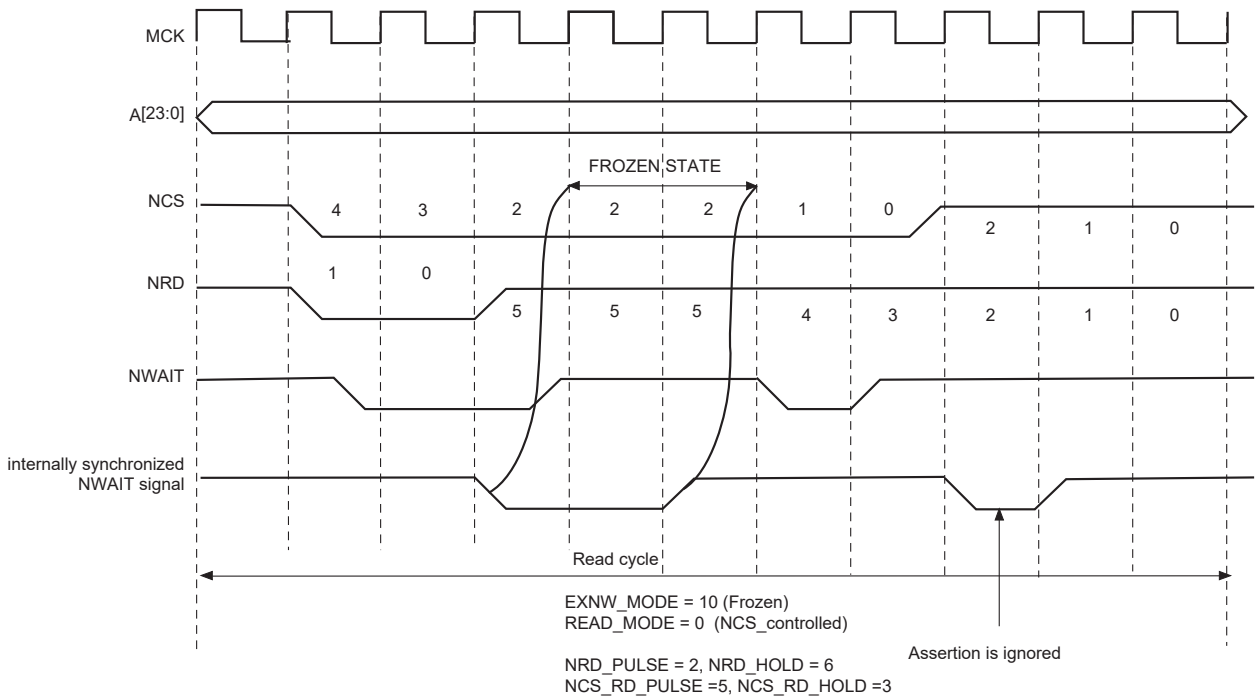 MCK
A[23:0]
FROZEN STATE
NCS
4 3 2 2 2 1 0
2 1 0
NRD
1 0
5 5 5 4 3 2 1 0
NWAIT
internally synchronized
NWAIT signal
Read cycle
EXNW_MODE = 10 (Frozen)
READ_MODE = 0 (NCS_controlled)
Assertion is ignored
NRD_PULSE = 2, NRD_HOLD = 6
NCS_RD_PULSE =5, NCS_RD_HOLD =3